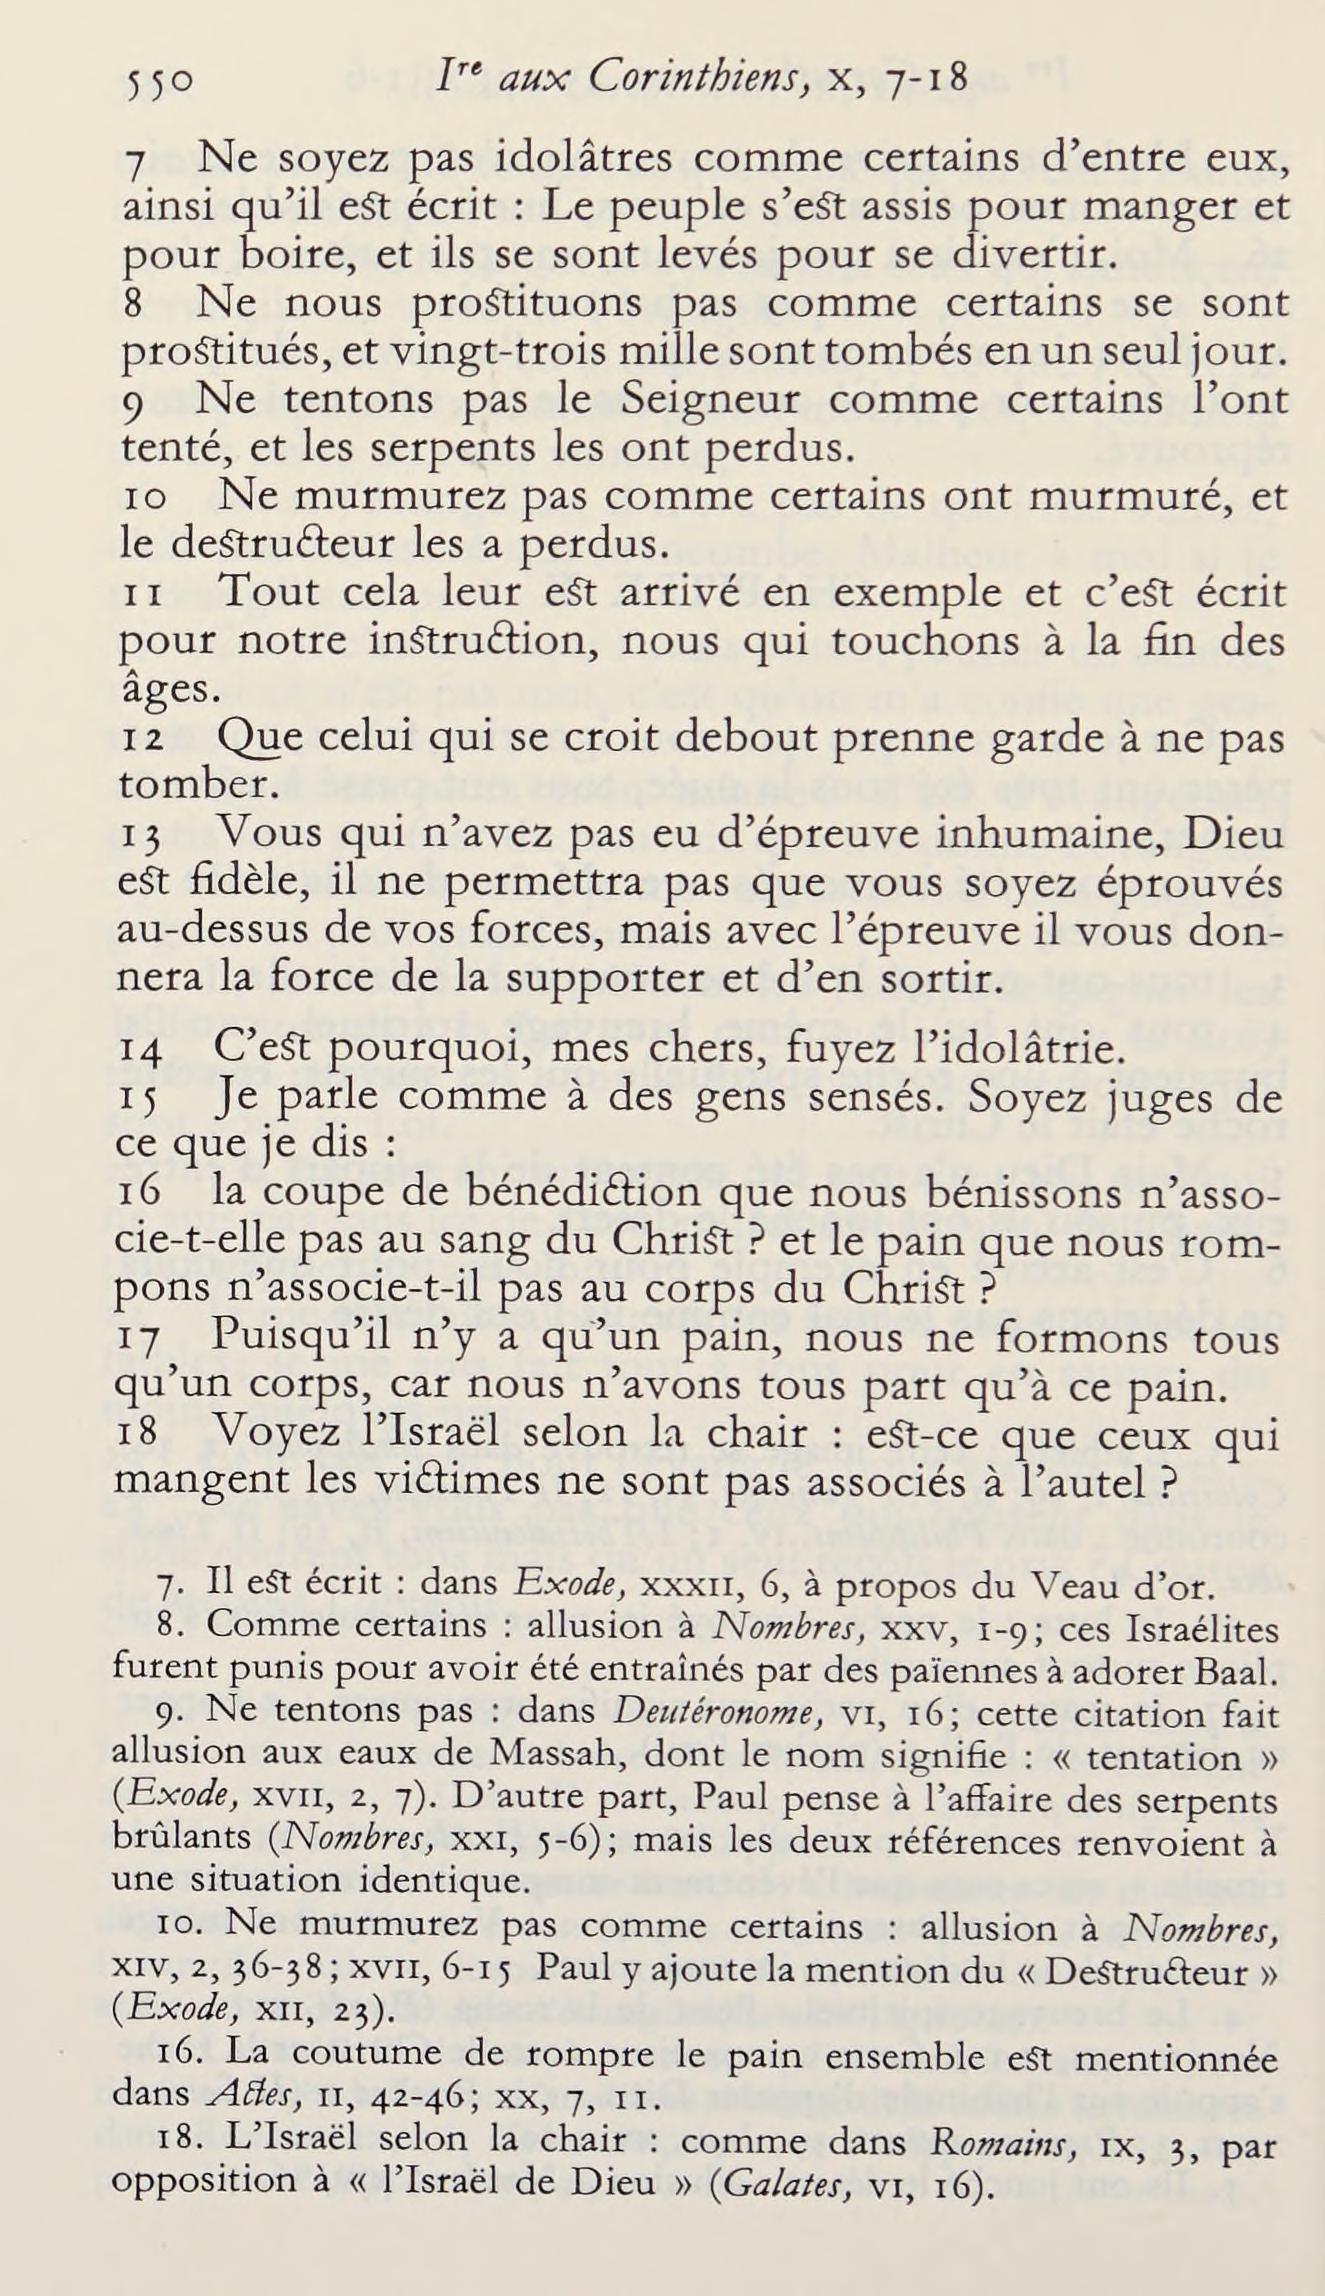 550 Ire aux Corinthiens, x, 7-18
7 Ne soyez pas idolâtres comme certains d’entre eux,
ainsi qu’il est écrit : Le peuple s’est assis pour manger et
pour boire, et ils se sont levés pour se divertir.
8 Ne nous prostituons pas comme certains se sont
prostitués, et vingt-trois mille sont tombés en un seul jour.
9 Ne tentons pas le Seigneur comme certains l’ont
tenté, et les serpents les ont perdus.
10 Ne murmurez pas comme certains ont murmuré, et
le destructeur les a perdus.
11 Tout cela leur est arrivé en exemple et c’est écrit
pour notre instruction, nous qui touchons à la fin des
âges.
12 Que celui qui se croit debout prenne garde à ne pas
tomber.
13 Vous qui n’avez pas eu d’épreuve inhumaine, Dieu
est fidèle, il ne permettra pas que vous soyez éprouvés
au-dessus de vos forces, mais avec l’épreuve il vous don-
nera la force de la supporter et d’en sortir.
14 C’est pourquoi, mes chers, fuyez l’idolâtrie.
15 Je parle comme à des gens sensés. Soyez juges de
ce que je dis :
16 la coupe de bénédiction que nous bénissons n’asso-
cie-t-elle pas au sang du Christ ? et le pain que nous rom-
pons n’associe-t-il pas au corps du Christ ?
17 Puisqu’il n’y a qu’un pain, nous ne formons tous
qu’un corps, car nous n’avons tous part qu’à ce pain.
18 Voyez l’Israël selon la chair : est-ce que ceux qui
mangent les victimes ne sont pas associés à l’autel ?
7. Il est écrit : dans Exode, xxxii, 6, à propos du Veau d’or.
8. Comme certains : allusion à Nombres, xxv, 1-9; ces Israélites
furent punis pour avoir été entraînés par des païennes à adorer Baal.
9. Ne tentons pas : dans Deutéronome, vi, 16; cette citation fait
allusion aux eaux de Massah, dont le nom signifie : « tentation »
(Exode, xvii, 2, 7). D’autre part, Paul pense à l’affaire des serpents
brûlants (Nombres, xxi, 5-6); mais les deux références renvoient à
une situation identique.
10. Ne murmurez pas comme certains : allusion à Nombres,
xiv, 2, 36-38; xvii, 6-15 Paul y ajoute la mention du « Destructeur »
(Exode, xii, 23).
16. La coutume de rompre le pain ensemble est mentionnée
dans Actes, ii, 42-46; xx, 7, 11.
18. L’Israël selon la chair : comme dans Romains, ix, 3, par
opposition à « l’Israël de Dieu » (Galates, vi, 16).